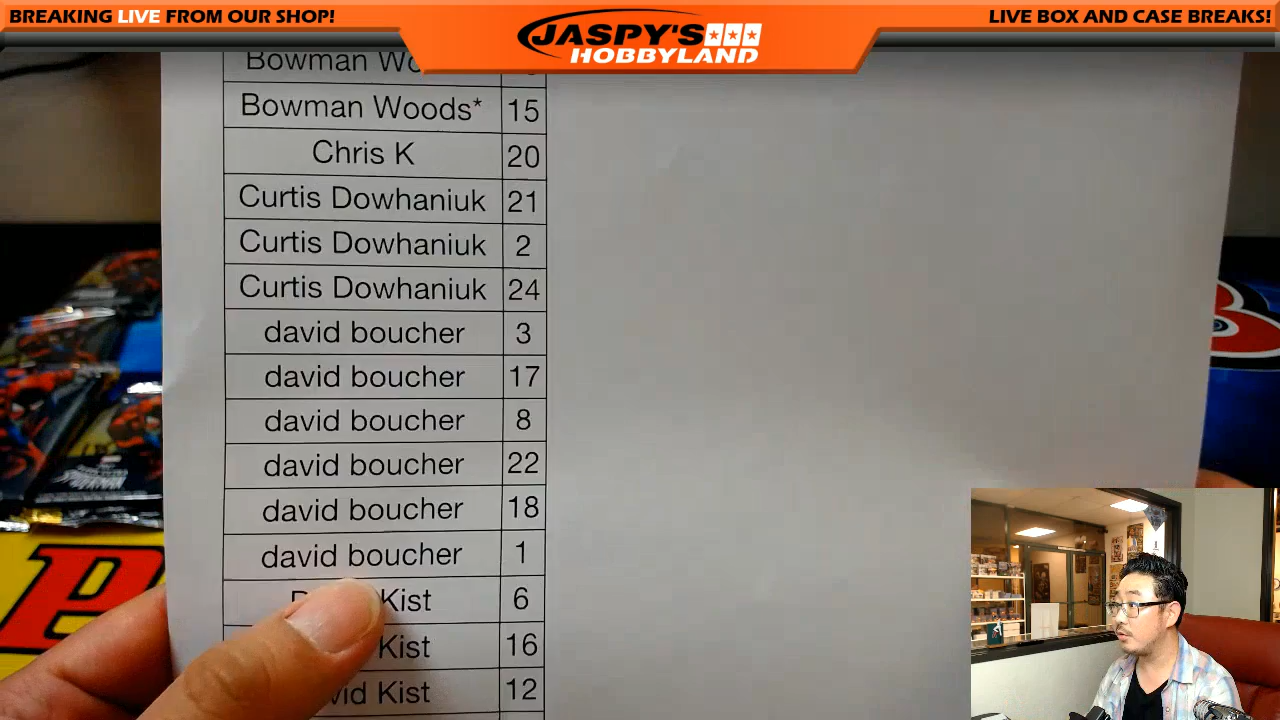 BREAKING LIVE FROM OUR SHOP!
JASPY'S
HOBBYLAND
LIVE BOX AND CASE BREAKS!
Bowman
Bowman Woods* 15
Chris K 20
Curtis Dowhaniuk 21
Curtis Dowhaniuk 2
Curtis Dowhaniuk 24
david boucher 3
david boucher 17
david boucher 8
david boucher 22
david boucher 18
david boucher 1
Kist 6
Kist 16
Kist 12